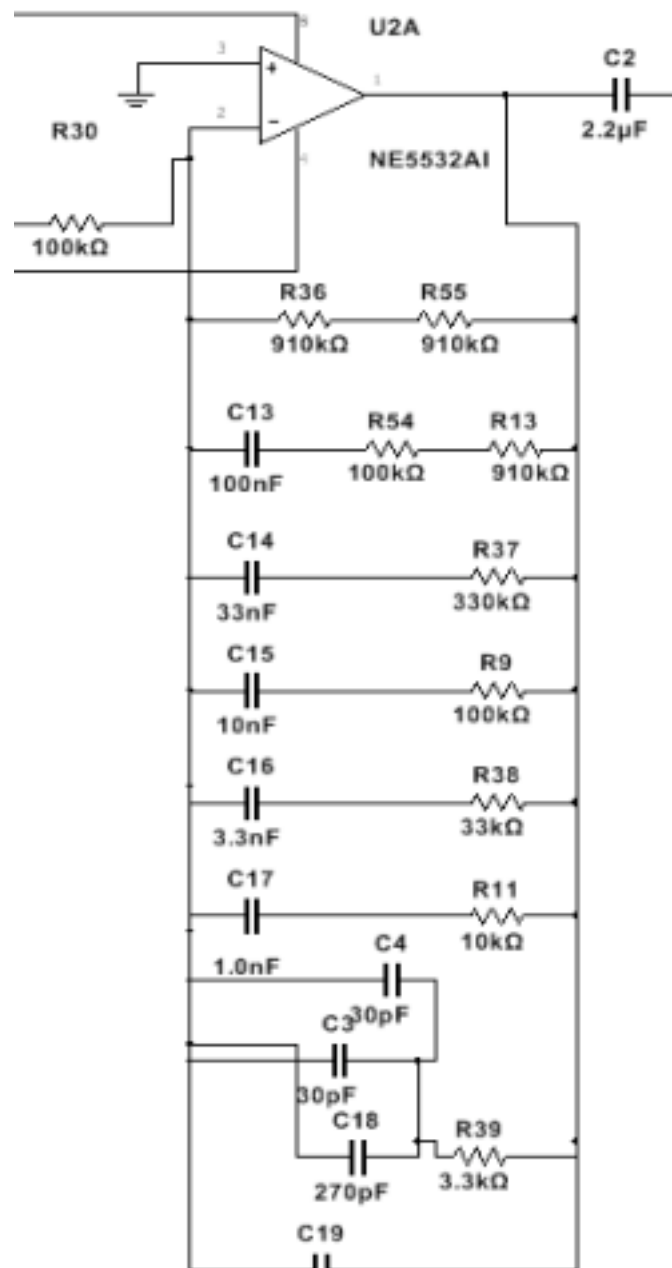 8
U2A
C2
3
1
2
2.2µF
R30
NE5532AI
4
100kΩ
R36
R55
910kΩ
910kΩ
C13
R54
R13
100nF
100kΩ
910kΩ
C14
R37
33nF
330kΩ
C15
R9
10nF
100kΩ
C16
R38
3.3nF
33kΩ
C17
R11
1.0nF
10kΩ
C4
30pF
C3
30pF
C18
R39
270pF
3.3kΩ
C19